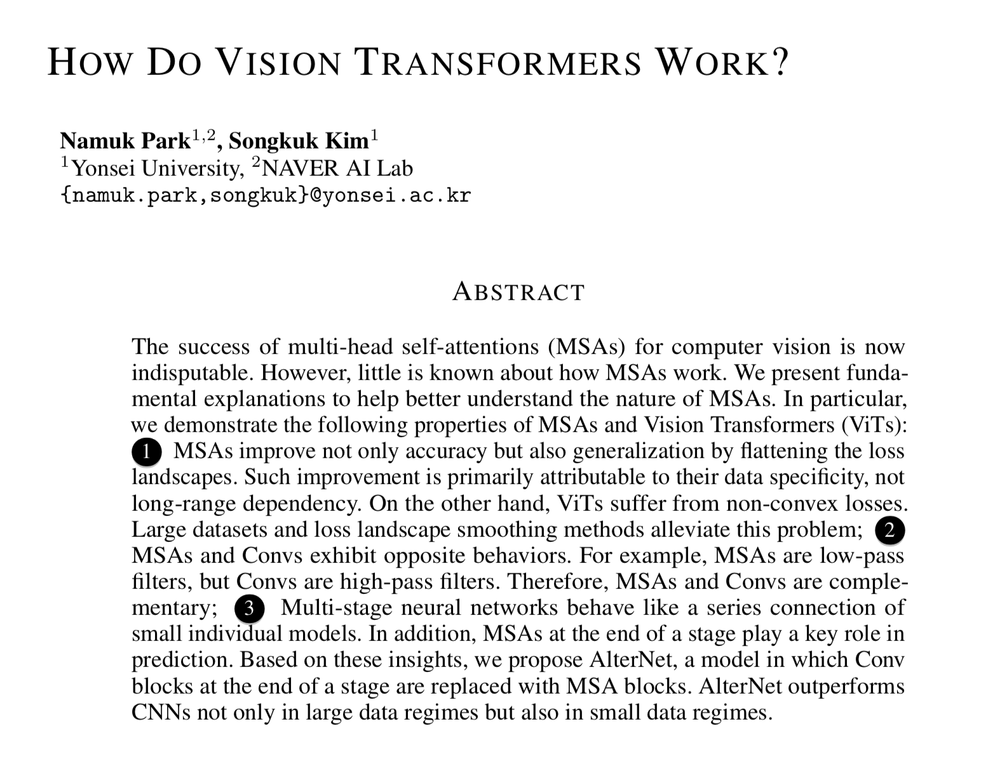 HOW DO VISION TRANSFORMERS WORK?
Namuk Park1,2, Songkuk Kim1
1Yonsei University, 2NAVER AI Lab
{namuk.park,songkuk}@yonsei.ac.kr
ABSTRACT
The success of multi-head self-attentions (MSAs) for computer vision is now
indisputable. However, little is known about how MSAs work. We present funda-
mental explanations to help better understand the nature of MSAs. In particular,
we demonstrate the following properties of MSAs and Vision Transformers (ViTs):
1 MSAs improve not only accuracy but also generalization by flattening the loss
landscapes. Such improvement is primarily attributable to their data specificity, not
long-range dependency. On the other hand, ViTs suffer from non-convex losses.
Large datasets and loss landscape smoothing methods alleviate this problem; 2
MSAs and Convs exhibit opposite behaviors. For example, MSAs are low-pass
filters, but Convs are high-pass filters. Therefore, MSAs and Convs are comple-
mentary; 3 Multi-stage neural networks behave like a series connection of
small individual models. In addition, MSAs at the end of a stage play a key role in
prediction. Based on these insights, we propose AlterNet, a model in which Conv
blocks at the end of a stage are replaced with MSA blocks. AlterNet outperforms
CNNs not only in large data regimes but also in small data regimes.